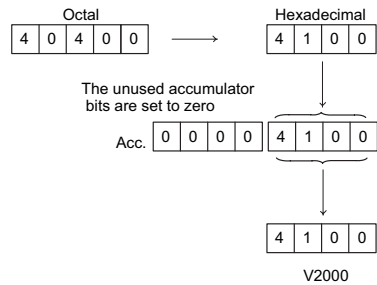 Octal Hexadecimal
4 0 4 0 0 4 1 0 0
The unused accumulator
bits are set to zero
Acc. 0 0 0 0 4 1 0 0
4 1 0 0
V2000